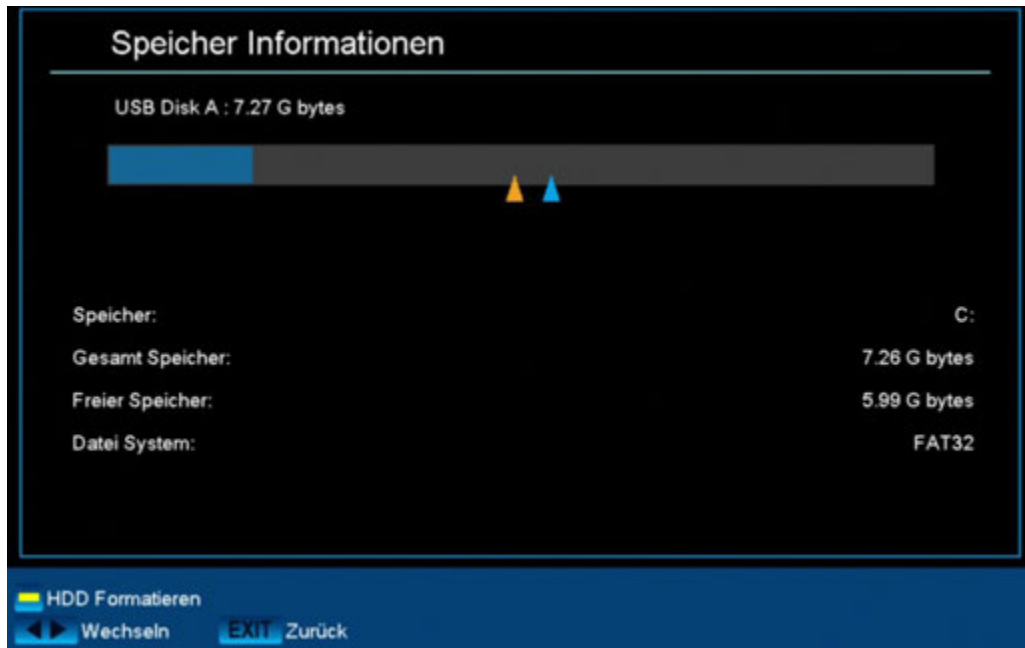 Speicher Informationen
USB Disk A : 7.27 G bytes
Speicher: C:
Gesamt Speicher: 7.26 G bytes
Freier Speicher: 5.99 G bytes
Datei System: FAT32
HDD Formatieren
Wechseln EXIT Zurück